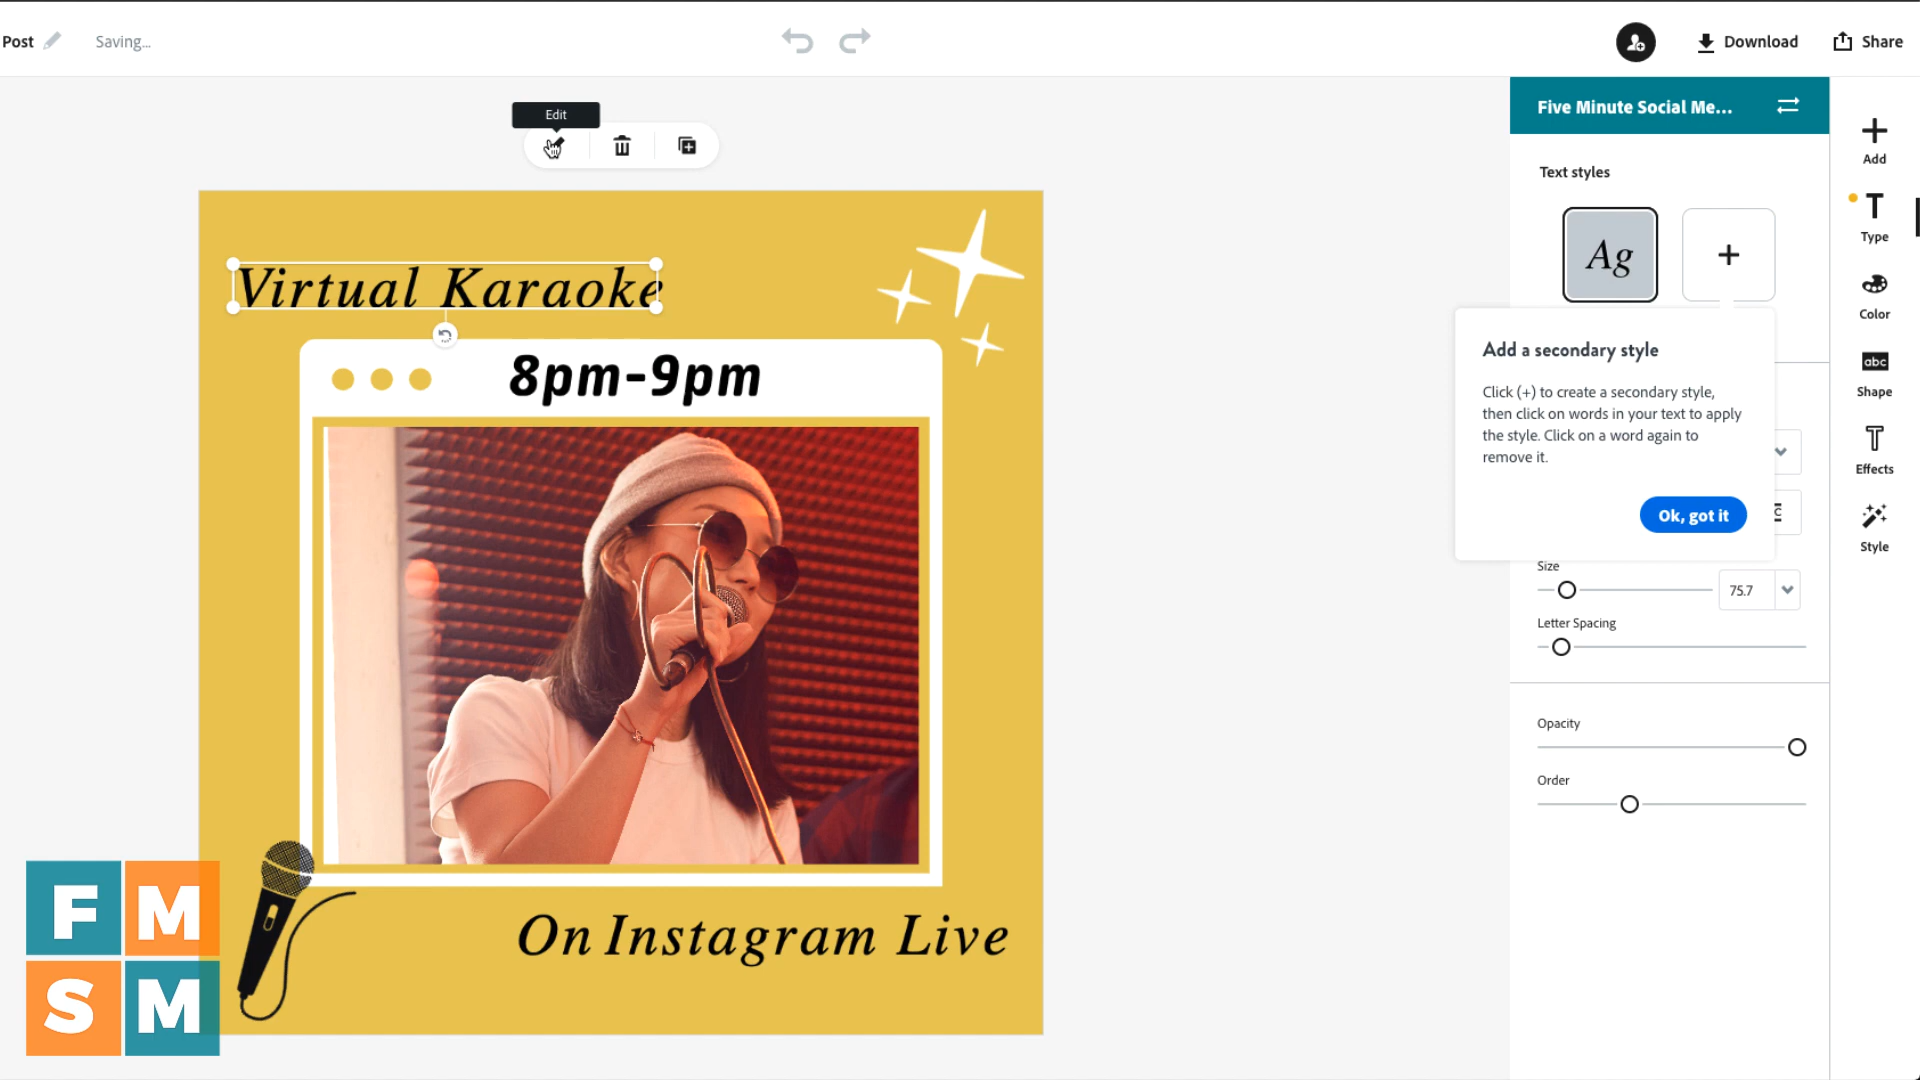 Post
Saving...
Download
Share
Edit
Five Minute Social Me...
Text styles
Ag
Add
Type
Color
abc
Shape
Effects
Style
Add a secondary style
Click (+) to create a secondary style,
then click on words in your text to apply
the style. Click on a word again to
remove it.
Ok, got it
Size
75.7
Letter Spacing
Opacity
Order
Virtual Karaoke
8pm-9pm
On Instagram Live
F M
S M